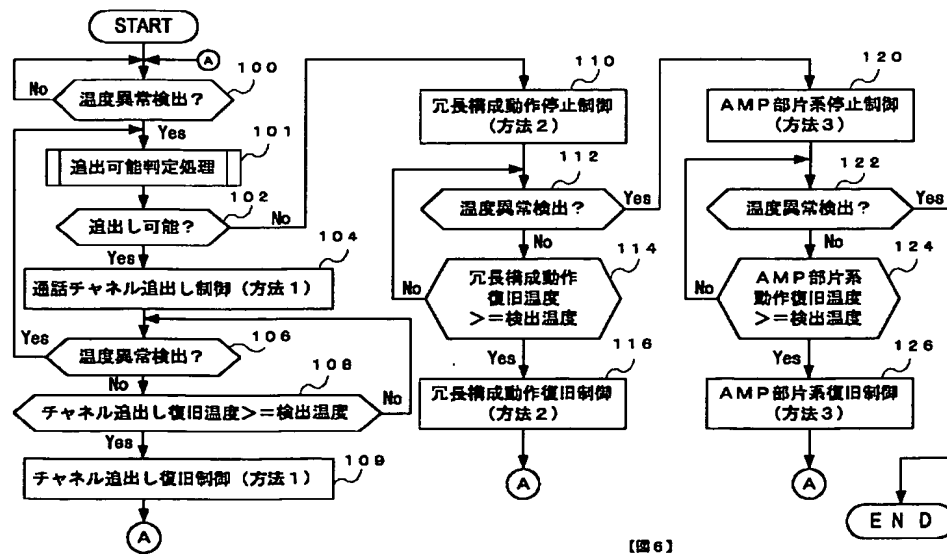 START
A
100
温度異常検出?
No
Yes
101
追出可能判定処理
102
追出し可能?
No
Yes
104
通話チャネル追出し制御(方法1)
106
温度異常検出?
Yes
No
108
チャネル追出し復旧温度>=検出温度
No
Yes
109
チャネル追出し復旧制御(方法1)
A
110
冗長構成動作停止制御
(方法2)
112
温度異常検出?
Yes
No
114
冗長構成動作
復旧温度
>=検出温度
No
Yes
116
冗長構成動作復旧制御
(方法2)
A
120
AMP部片系停止制御
(方法3)
122
温度異常検出?
Yes
No
124
AMP部片系
動作復旧温度
>=検出温度
No
Yes
126
AMP部片系復旧制御
(方法3)
A
END
【図6】